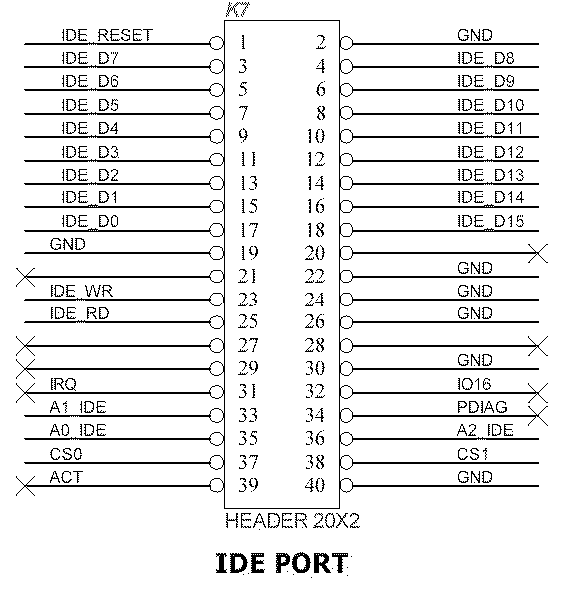 K7
IDE_RESET 1 2 GND
IDE_D7 3 4 IDE_D8
IDE_D6 5 6 IDE_D9
IDE_D5 7 8 IDE_D10
IDE_D4 9 10 IDE_D11
IDE_D3 11 12 IDE_D12
IDE_D2 13 14 IDE_D13
IDE_D1 15 16 IDE_D14
IDE_D0 17 18 IDE_D15
GND 19 20
21 22 GND
IDE_WR 23 24 GND
IDE_RD 25 26 GND
27 28
29 30 GND
IRQ 31 32 IO16
A1_IDE 33 34 PDIAG
A0_IDE 35 36 A2_IDE
CS0 37 38 CS1
ACT 39 40 GND
HEADER 20X2
IDE PORT